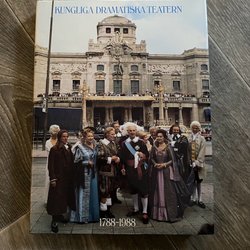 KUNGLIGA DRAMATISKA TEATERN
1788-1988